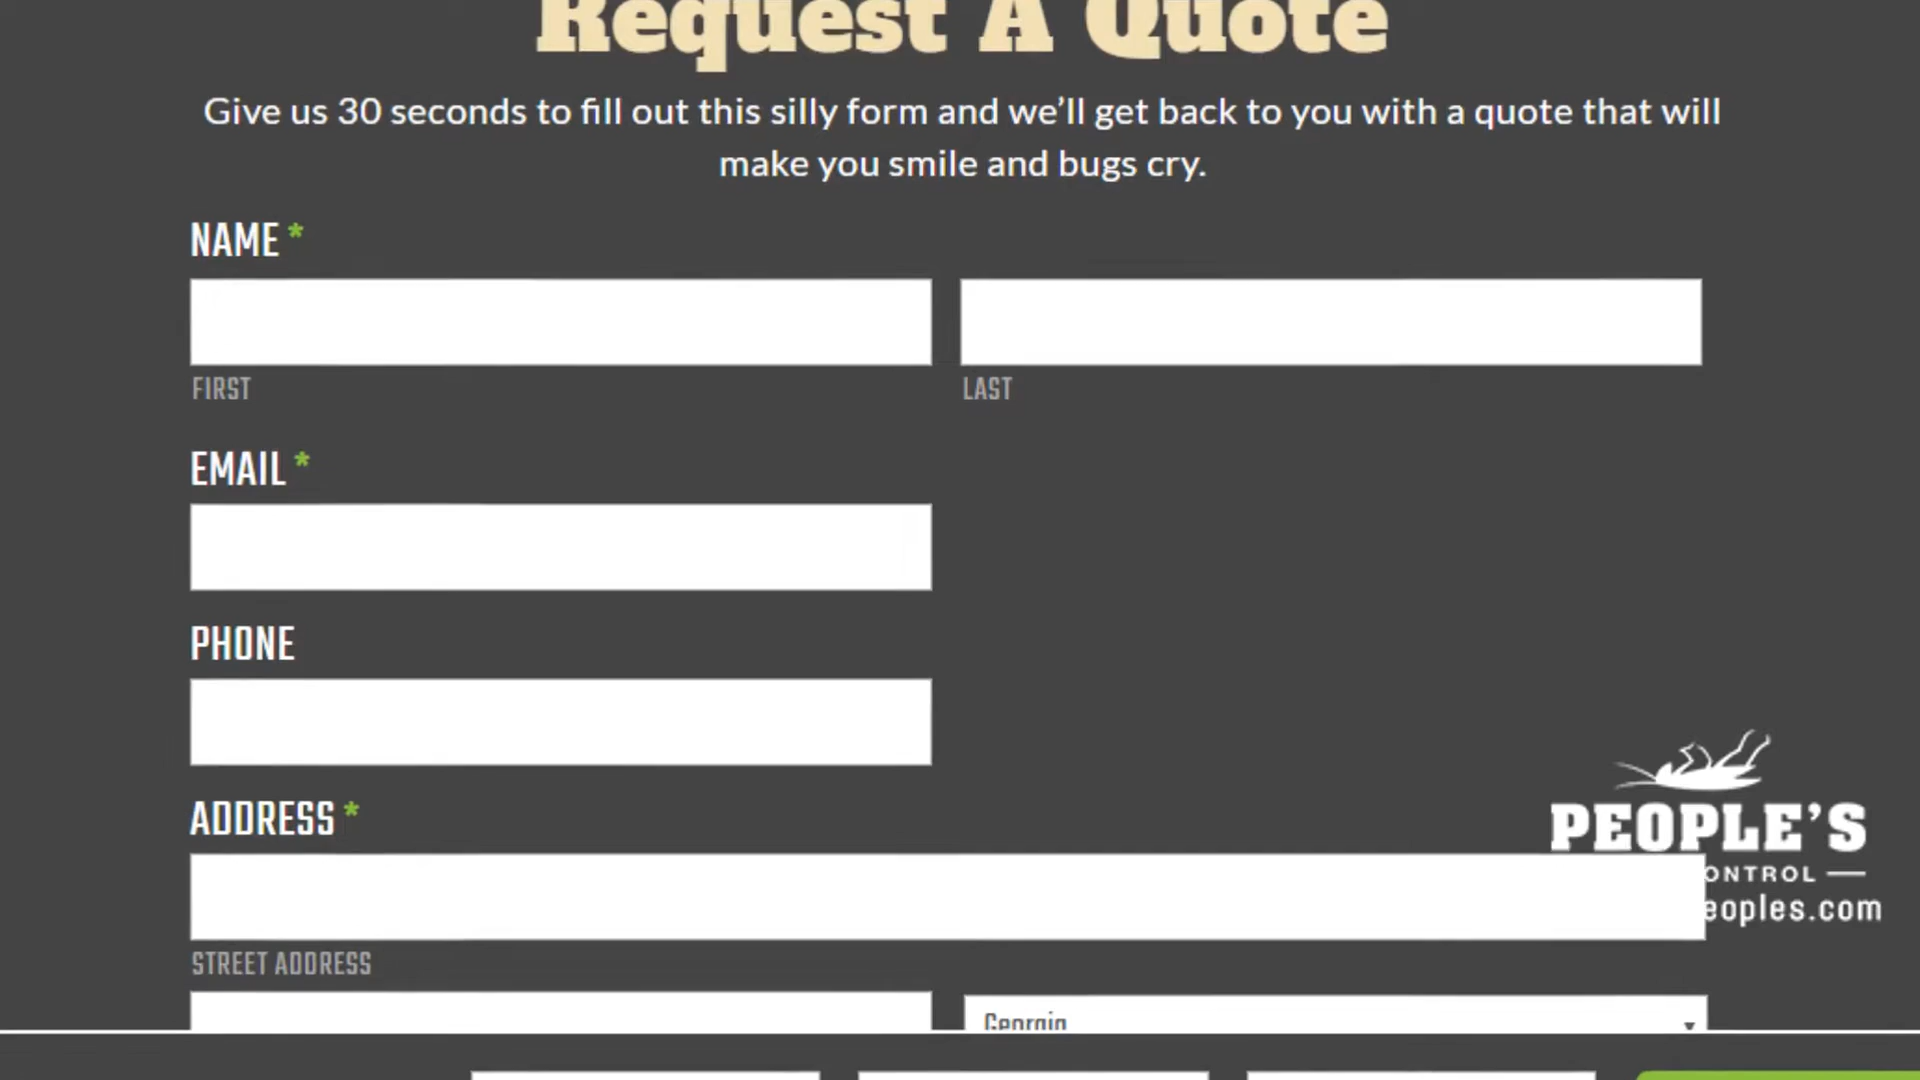 Request A Quote
Give us 30 seconds to fill out this silly form and we’ll get back to you with a quote that will
make you smile and bugs cry.
NAME *
FIRST
LAST
EMAIL *
PHONE
ADDRESS *
PEOPLE’S
ONTROL
eoples.com
STREET ADDRESS
Georgia